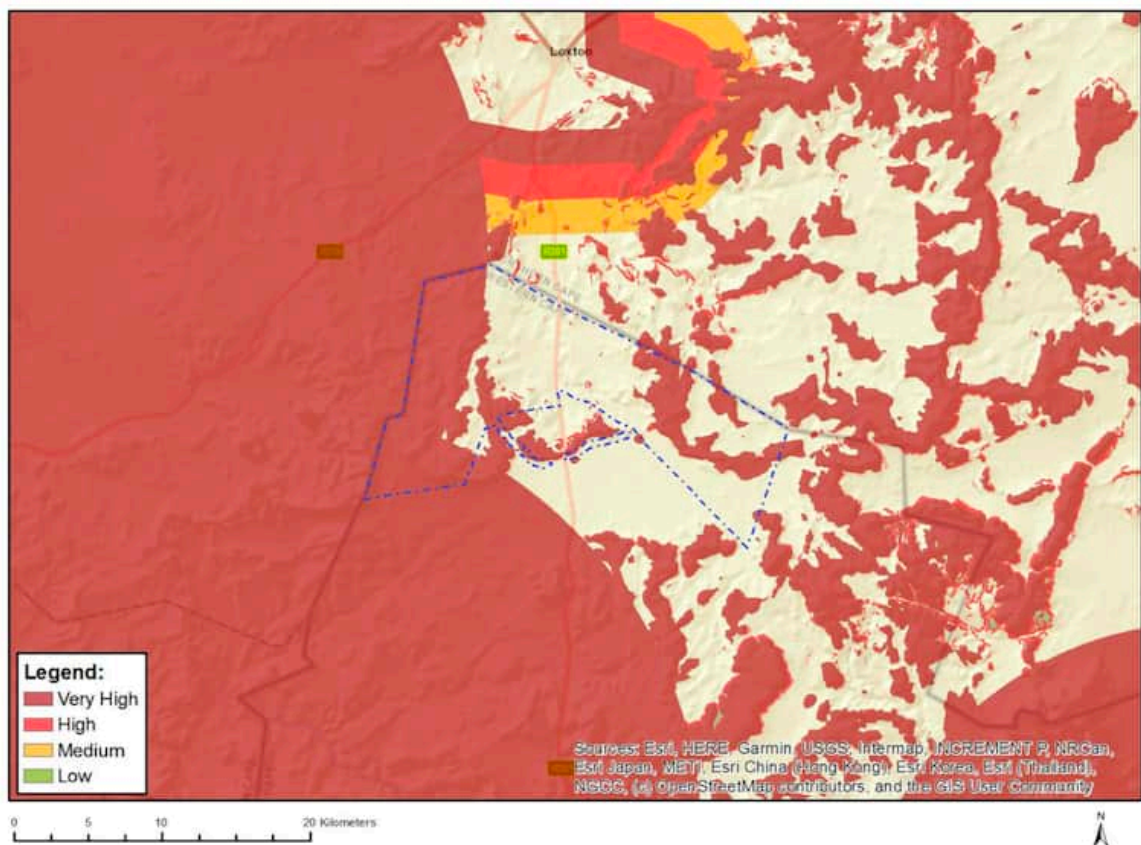 Loxton
Legend:
Very High
High
Medium
Low
Sources: Esri, HERE, Garmin, USGS, Intermap, INCREMENT P, NRCan,
Esri Japan, METI, Esri China (Hong Kong), Esri Korea, Esri (Thailand),
NGCC, (c) OpenStreetMap contributors, and the GIS User Community
0 5 10 20 Kilometers
N